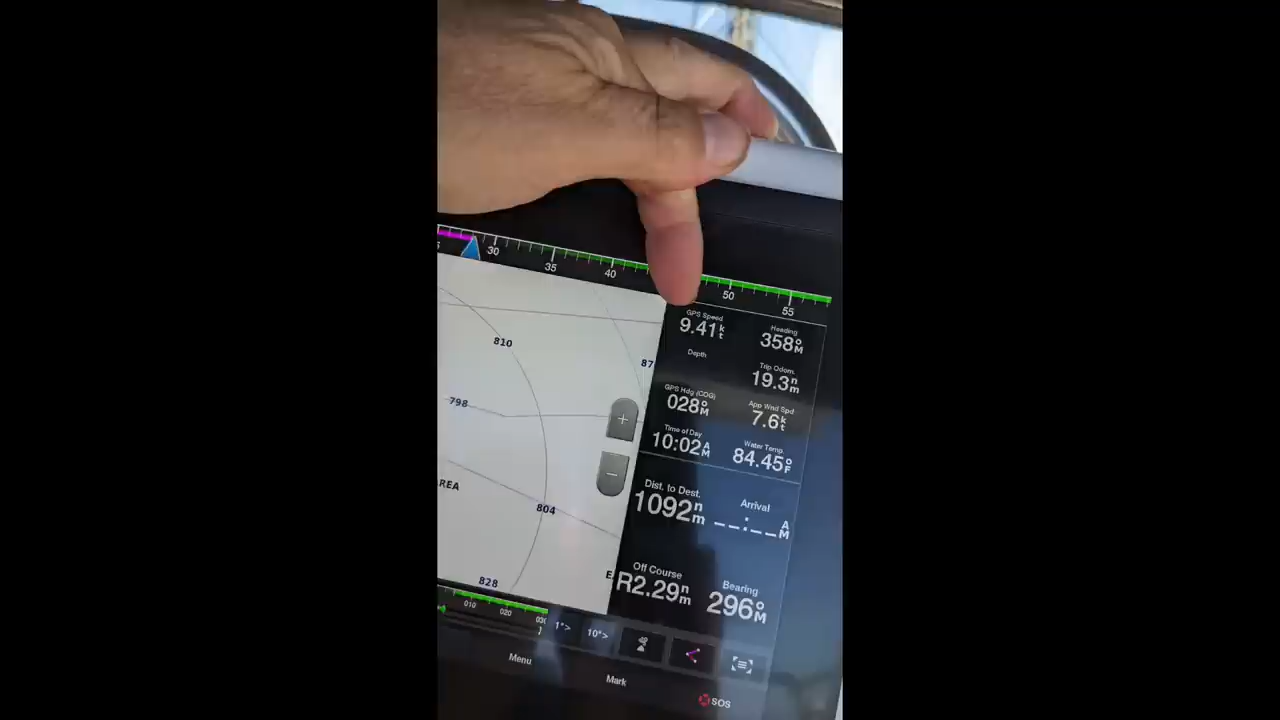 30
35
40
50
55
GPS Speed
9.41kt
Heading
358°M
Depth
Trip Odom.
19.3nm
GPS Hdg (COG)
028°M
App Wnd Spd
7.6kt
Time of Day
10:02AM
Water Temp.
84.45°F
Dist. to Dest.
1092nm
Arrival
__:__AM
Off Course
R2.29nm
Bearing
296°M
810
87
798
+
−
REA
804
828
E
010
020
1°>
10°>
Menu
Mark
SOS